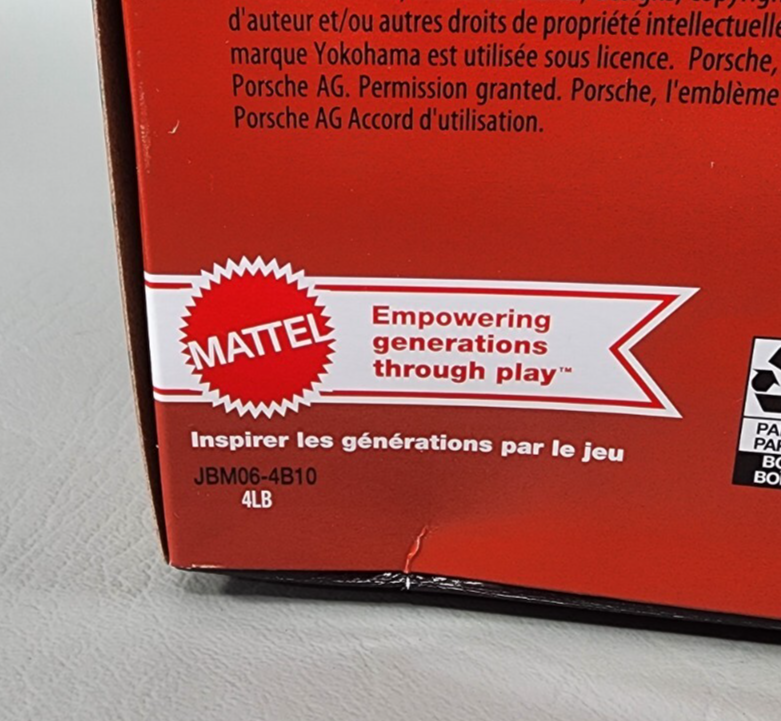 d'auteur et/ou autres droits de propriété intellectuelle
marque Yokohama est utilisée sous licence. Porsche,
Porsche AG. Permission granted. Porsche, l'emblème
Porsche AG Accord d'utilisation.
MATTEL
Empowering
generations
through play™
Inspirer les générations par le jeu
JBM06-4B10
4LB